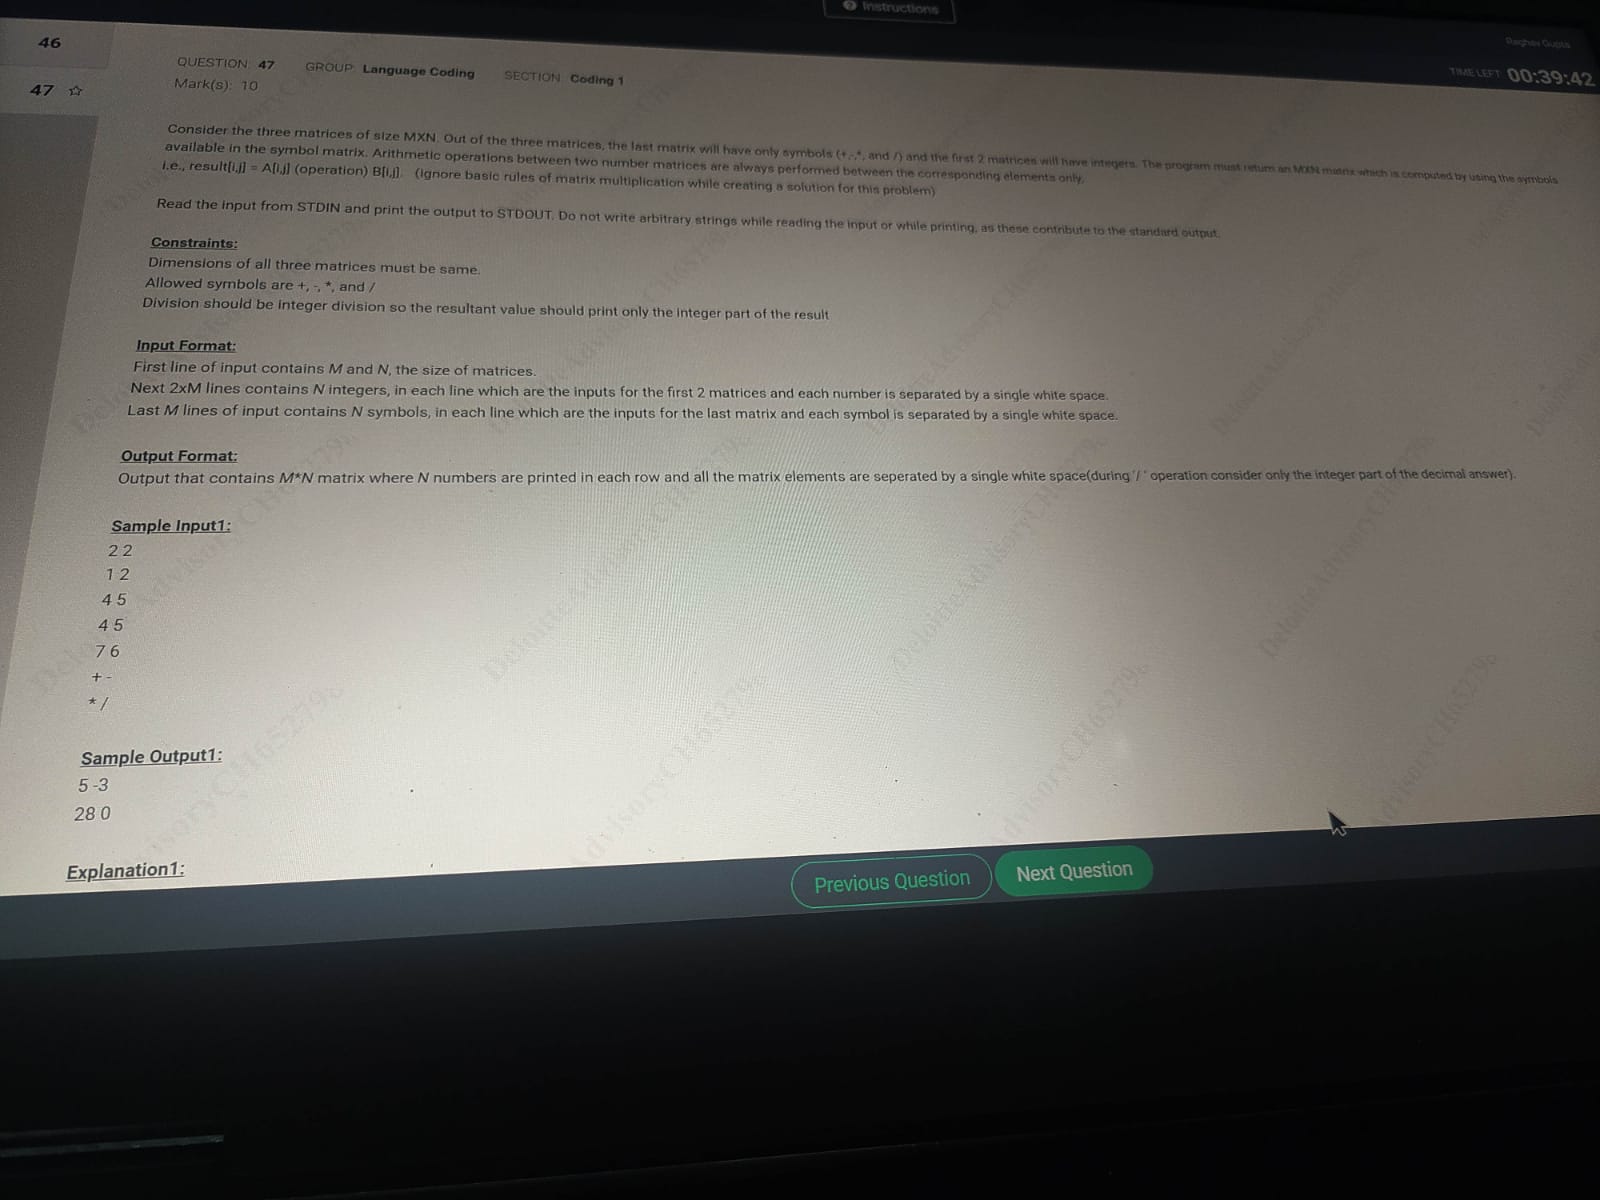 Instructions
46
Raghav Gupta
QUESTION: 47 GROUP: Language Coding SECTION: Coding 1
TIME LEFT 00:39:42
47 ☆
Mark(s): 10
Consider the three matrices of size MXN. Out of the three matrices, the last matrix will have only symbols (+,-,*, and /) and the first 2 matrices will have integers. The program must return an MXN matrix which is computed by using the symbols
available in the symbol matrix. Arithmetic operations between two number matrices are always performed between the corresponding elements only.
i.e., result[i,j] = A[i,j] (operation) B[i,j]. (Ignore basic rules of matrix multiplication while creating a solution for this problem)
Read the input from STDIN and print the output to STDOUT. Do not write arbitrary strings while reading the input or while printing, as these contribute to the standard output.
Constraints:
Dimensions of all three matrices must be same.
Allowed symbols are +, -, *, and /
Division should be integer division so the resultant value should print only the integer part of the result
Input Format:
First line of input contains M and N, the size of matrices.
Next 2xM lines contains N integers, in each line which are the inputs for the first 2 matrices and each number is separated by a single white space.
Last M lines of input contains N symbols, in each line which are the inputs for the last matrix and each symbol is separated by a single white space.
Output Format:
Output that contains M*N matrix where N numbers are printed in each row and all the matrix elements are seperated by a single white space(during '/ ' operation consider only the integer part of the decimal answer).
Sample Input1:
2 2
1 2
4 5
4 5
7 6
+ -
* /
Sample Output1:
5 -3
28 0
Explanation1:
Previous Question
Next Question